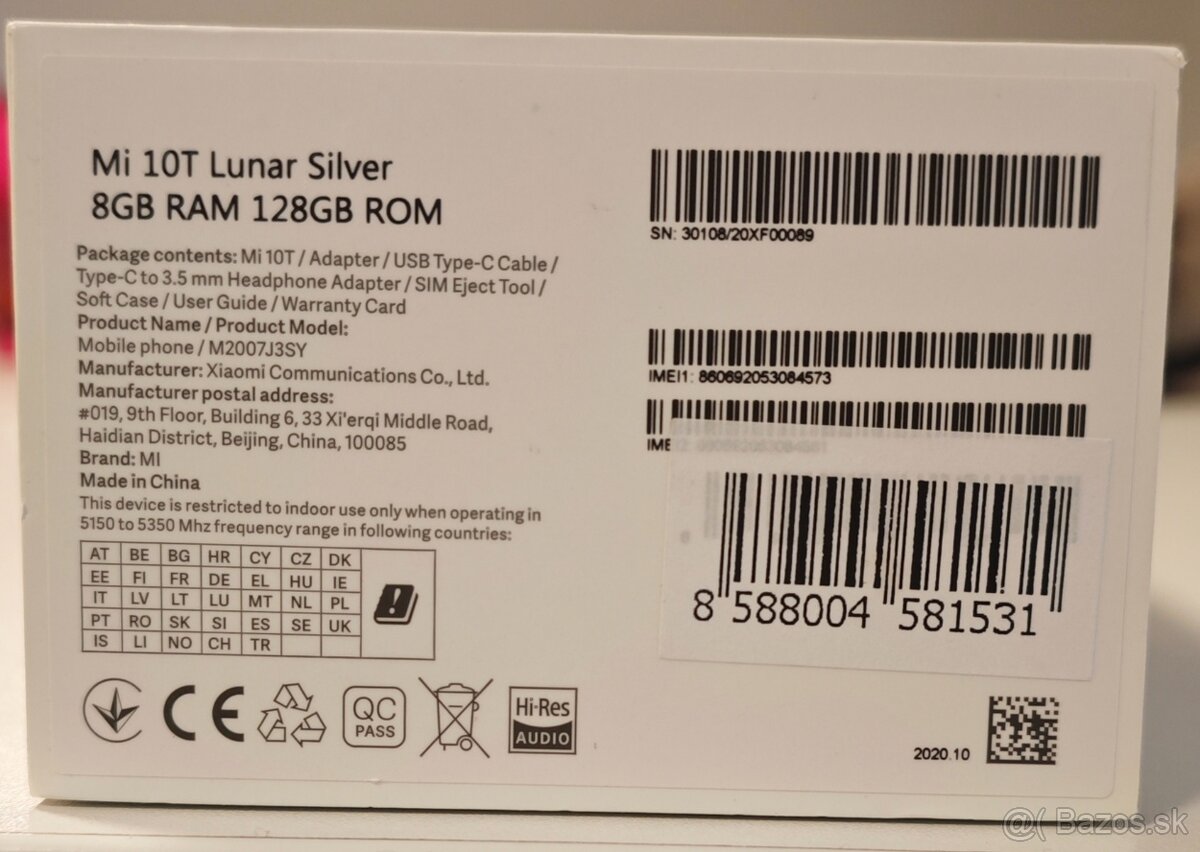 Mi 10T Lunar Silver
8GB RAM 128GB ROM
Package contents: Mi 10T / Adapter / USB Type-C Cable /
Type-C to 3.5 mm Headphone Adapter / SIM Eject Tool /
Soft Case / User Guide / Warranty Card
Product Name / Product Model:
Mobile phone / M2007J3SY
Manufacturer: Xiaomi Communications Co., Ltd.
Manufacturer postal address:
#019, 9th Floor, Building 6, 33 Xi'erqi Middle Road,
Haidian District, Beijing, China, 100085
Brand: MI
Made in China
This device is restricted to indoor use only when operating in
5150 to 5350 Mhz frequency range in following countries:
AT BE BG HR CY CZ DK
EE FI FR DE EL HU IE
IT LV LT LU MT NL PL
PT RO SK SI ES SE UK
IS LI NO CH TR
CE
QC
PASS
Hi-Res
AUDIO
SN: 30108/20XF00089
IMEI1: 860692053084573
IME
8 588004 581531
2020.10
@( Bazos.sk